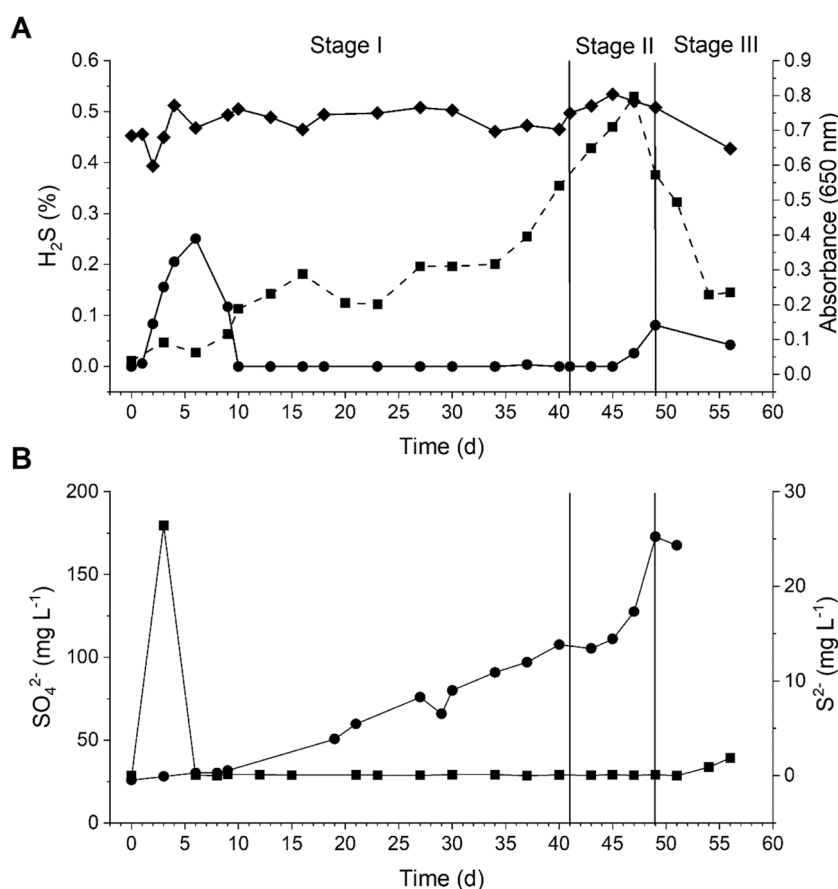 A
Stage I Stage II Stage III
0.6 0.9
0.5 0.8
0.4 0.7
0.3 0.6
0.2 0.5
0.1 0.4
0.0 0.3
0.2
0.1
0.0
H₂S (%)
Absorbance (650 nm)
0 5 10 15 20 25 30 35 40 45 50 55 60
Time (d)
B
200 30
150 20
100 10
50 0
0
SO₄²⁻ (mg L⁻¹)
S²⁻ (mg L⁻¹)
0 5 10 15 20 25 30 35 40 45 50 55 60
Time (d)